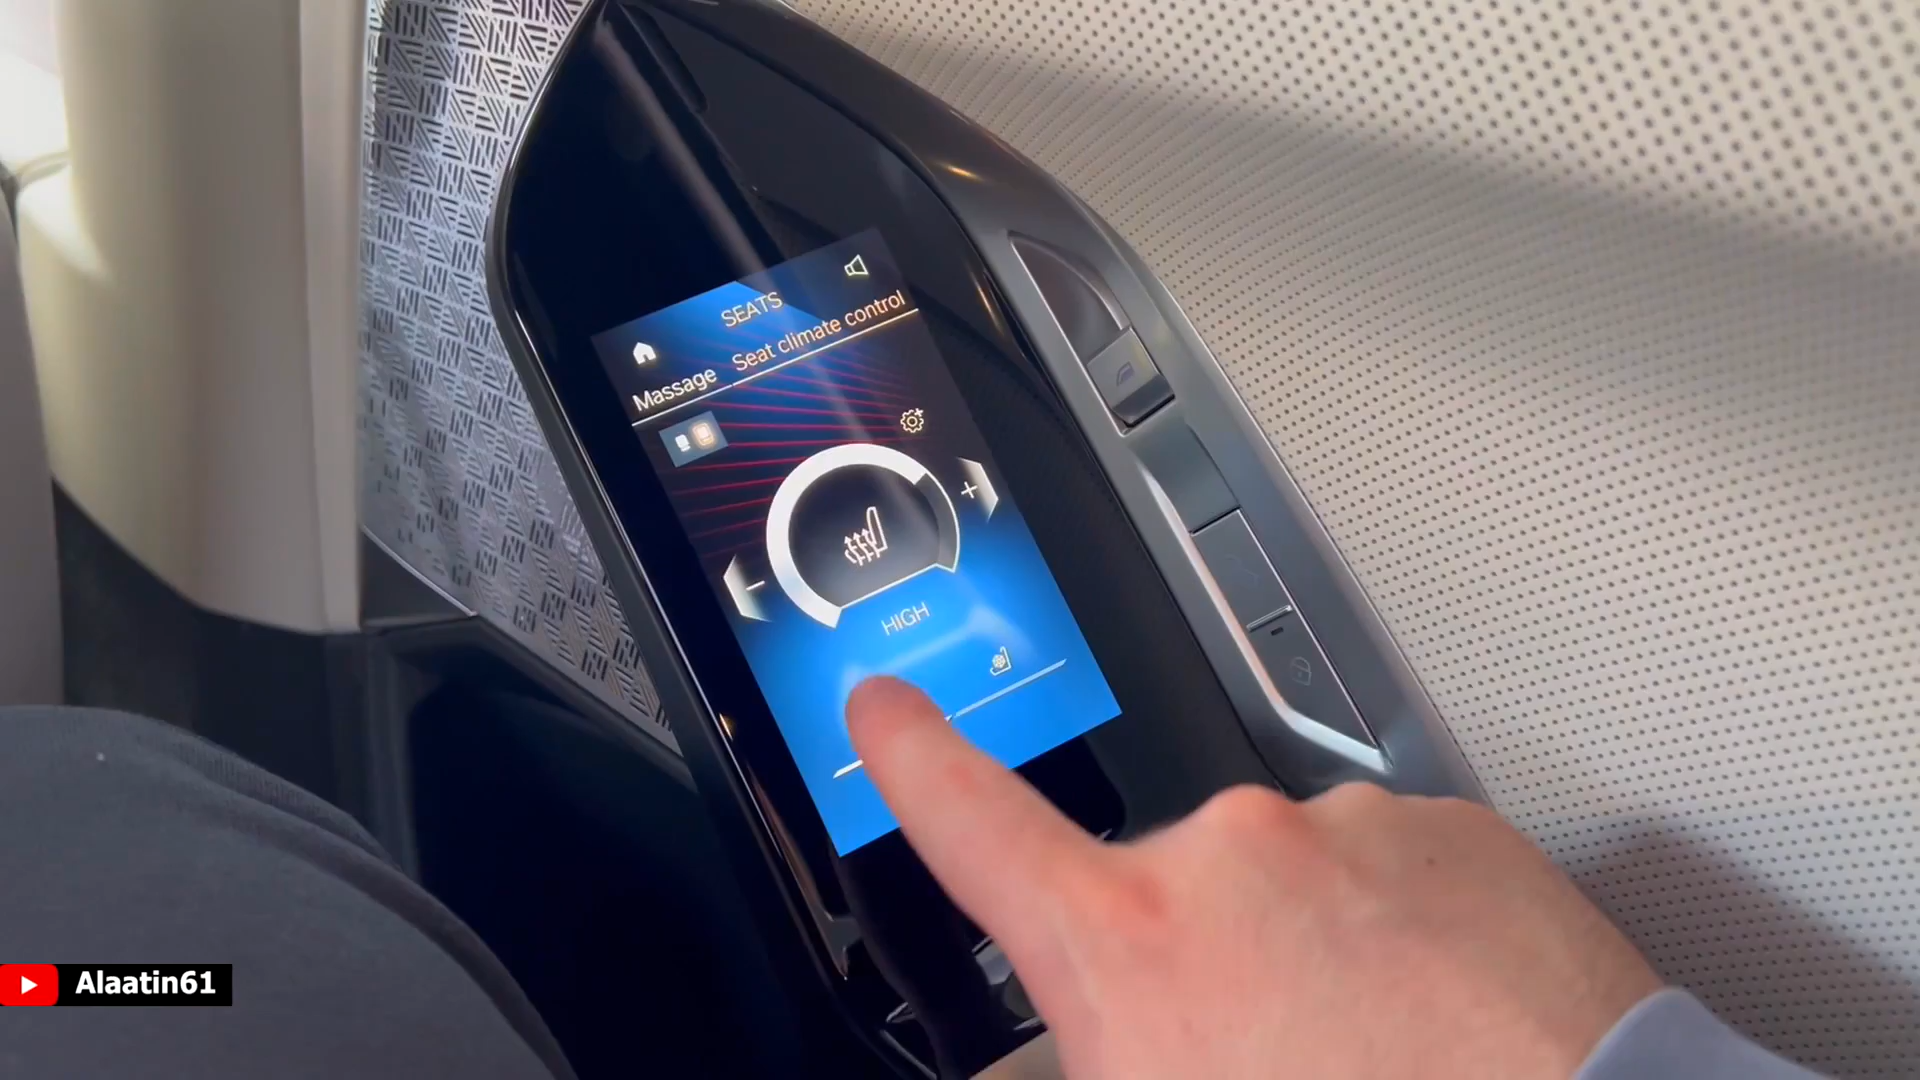 SEATS
Massage Seat climate control
+
-
HIGH
Alaatin61